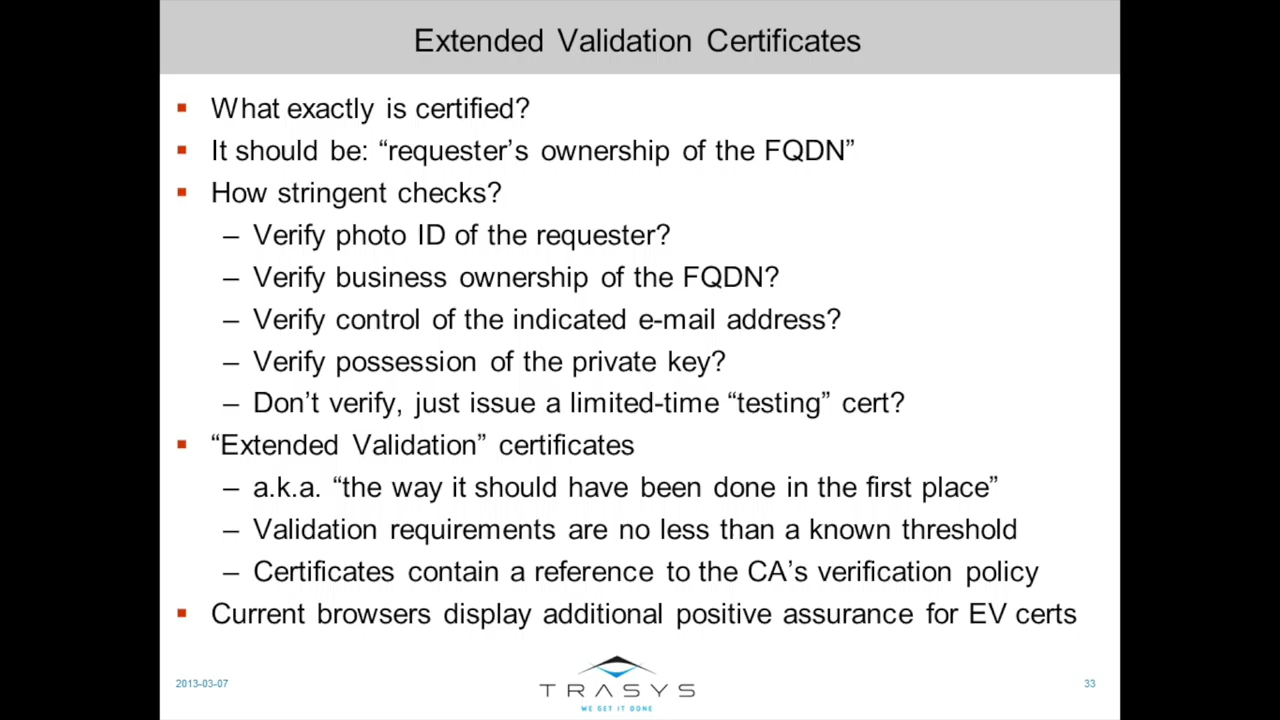 Extended Validation Certificates
What exactly is certified?
It should be: “requester’s ownership of the FQDN”
How stringent checks?
– Verify photo ID of the requester?
– Verify business ownership of the FQDN?
– Verify control of the indicated e-mail address?
– Verify possession of the private key?
– Don’t verify, just issue a limited-time “testing” cert?
“Extended Validation” certificates
– a.k.a. “the way it should have been done in the first place”
– Validation requirements are no less than a known threshold
– Certificates contain a reference to the CA’s verification policy
Current browsers display additional positive assurance for EV certs
2013-03-07
TRASYS
WE GET IT DONE
33